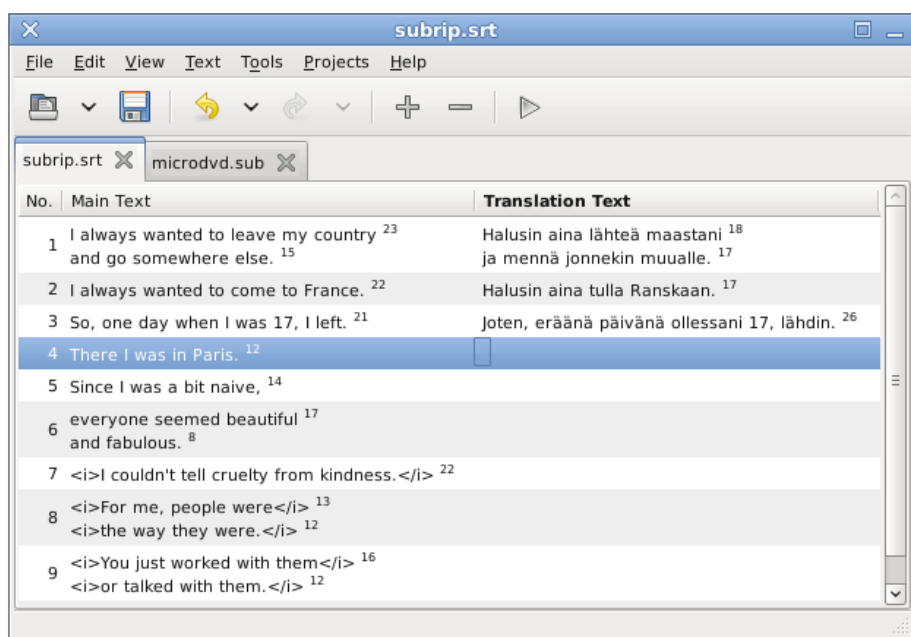 subrip.srt
File Edit View Text Tools Projects Help
subrip.srt microdvd.sub
No. Main Text Translation Text
1 I always wanted to leave my country 23 Halusin aina lähteä maastani 18
and go somewhere else. 15 ja mennä jonnekin muualle. 17
2 I always wanted to come to France. 22 Halusin aina tulla Ranskaan. 17
3 So, one day when I was 17, I left. 21 Joten, eräänä päivänä ollessani 17, lähdin. 26
4 There I was in Paris. 12
5 Since I was a bit naive, 14
6 everyone seemed beautiful 17
and fabulous. 8
7 <i>I couldn't tell cruelty from kindness.</i> 22
8 <i>For me, people were</i> 13
<i>the way they were.</i> 12
9 <i>You just worked with them</i> 16
<i>or talked with them.</i> 12